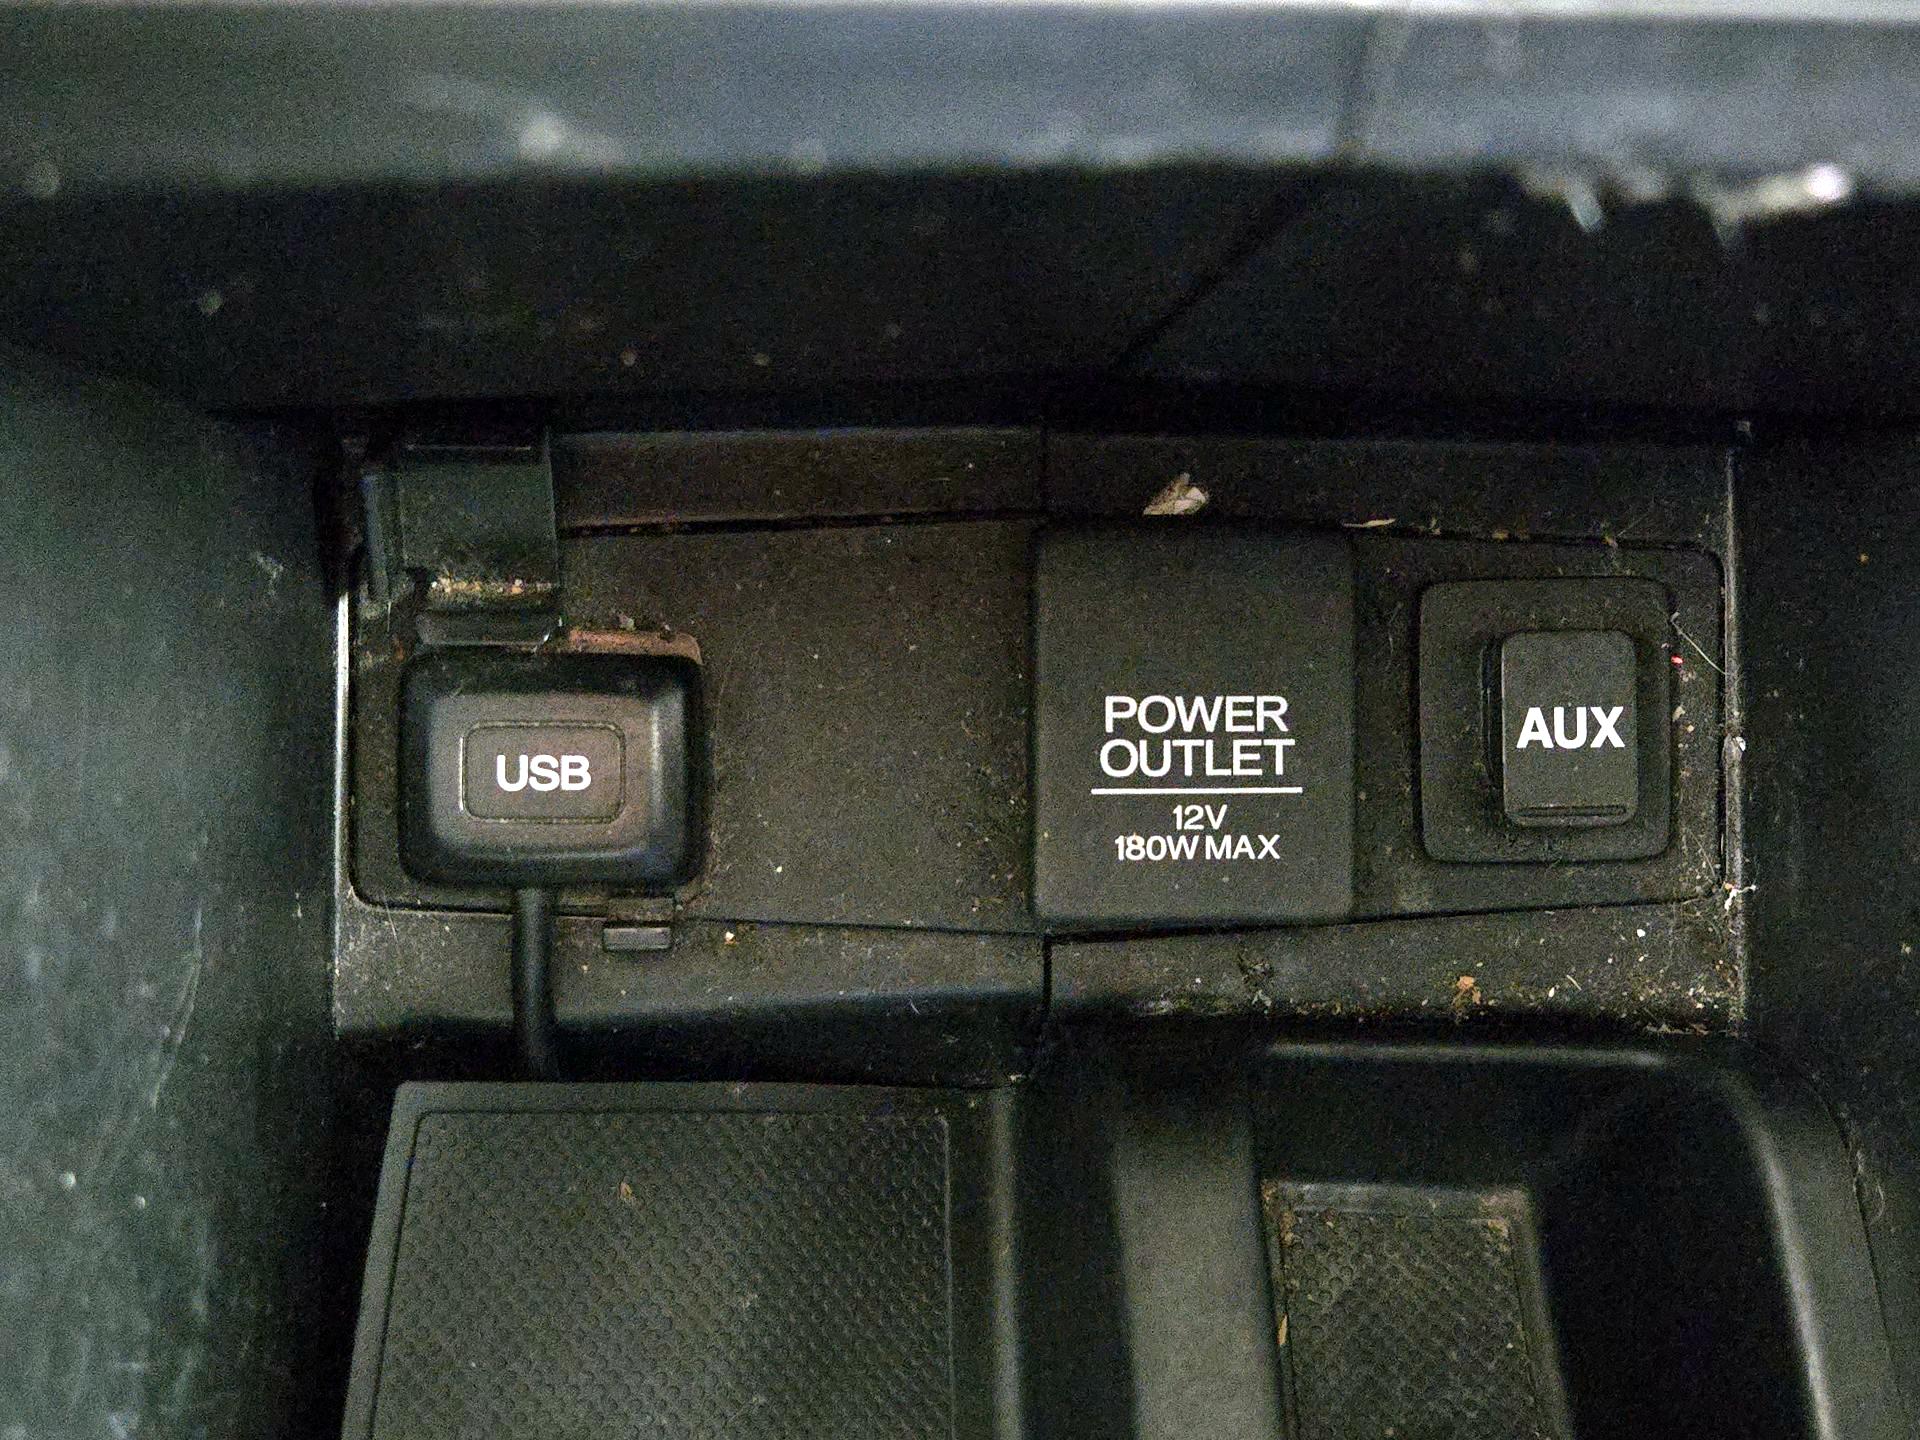 USB
POWER
OUTLET
12V
180W MAX
AUX